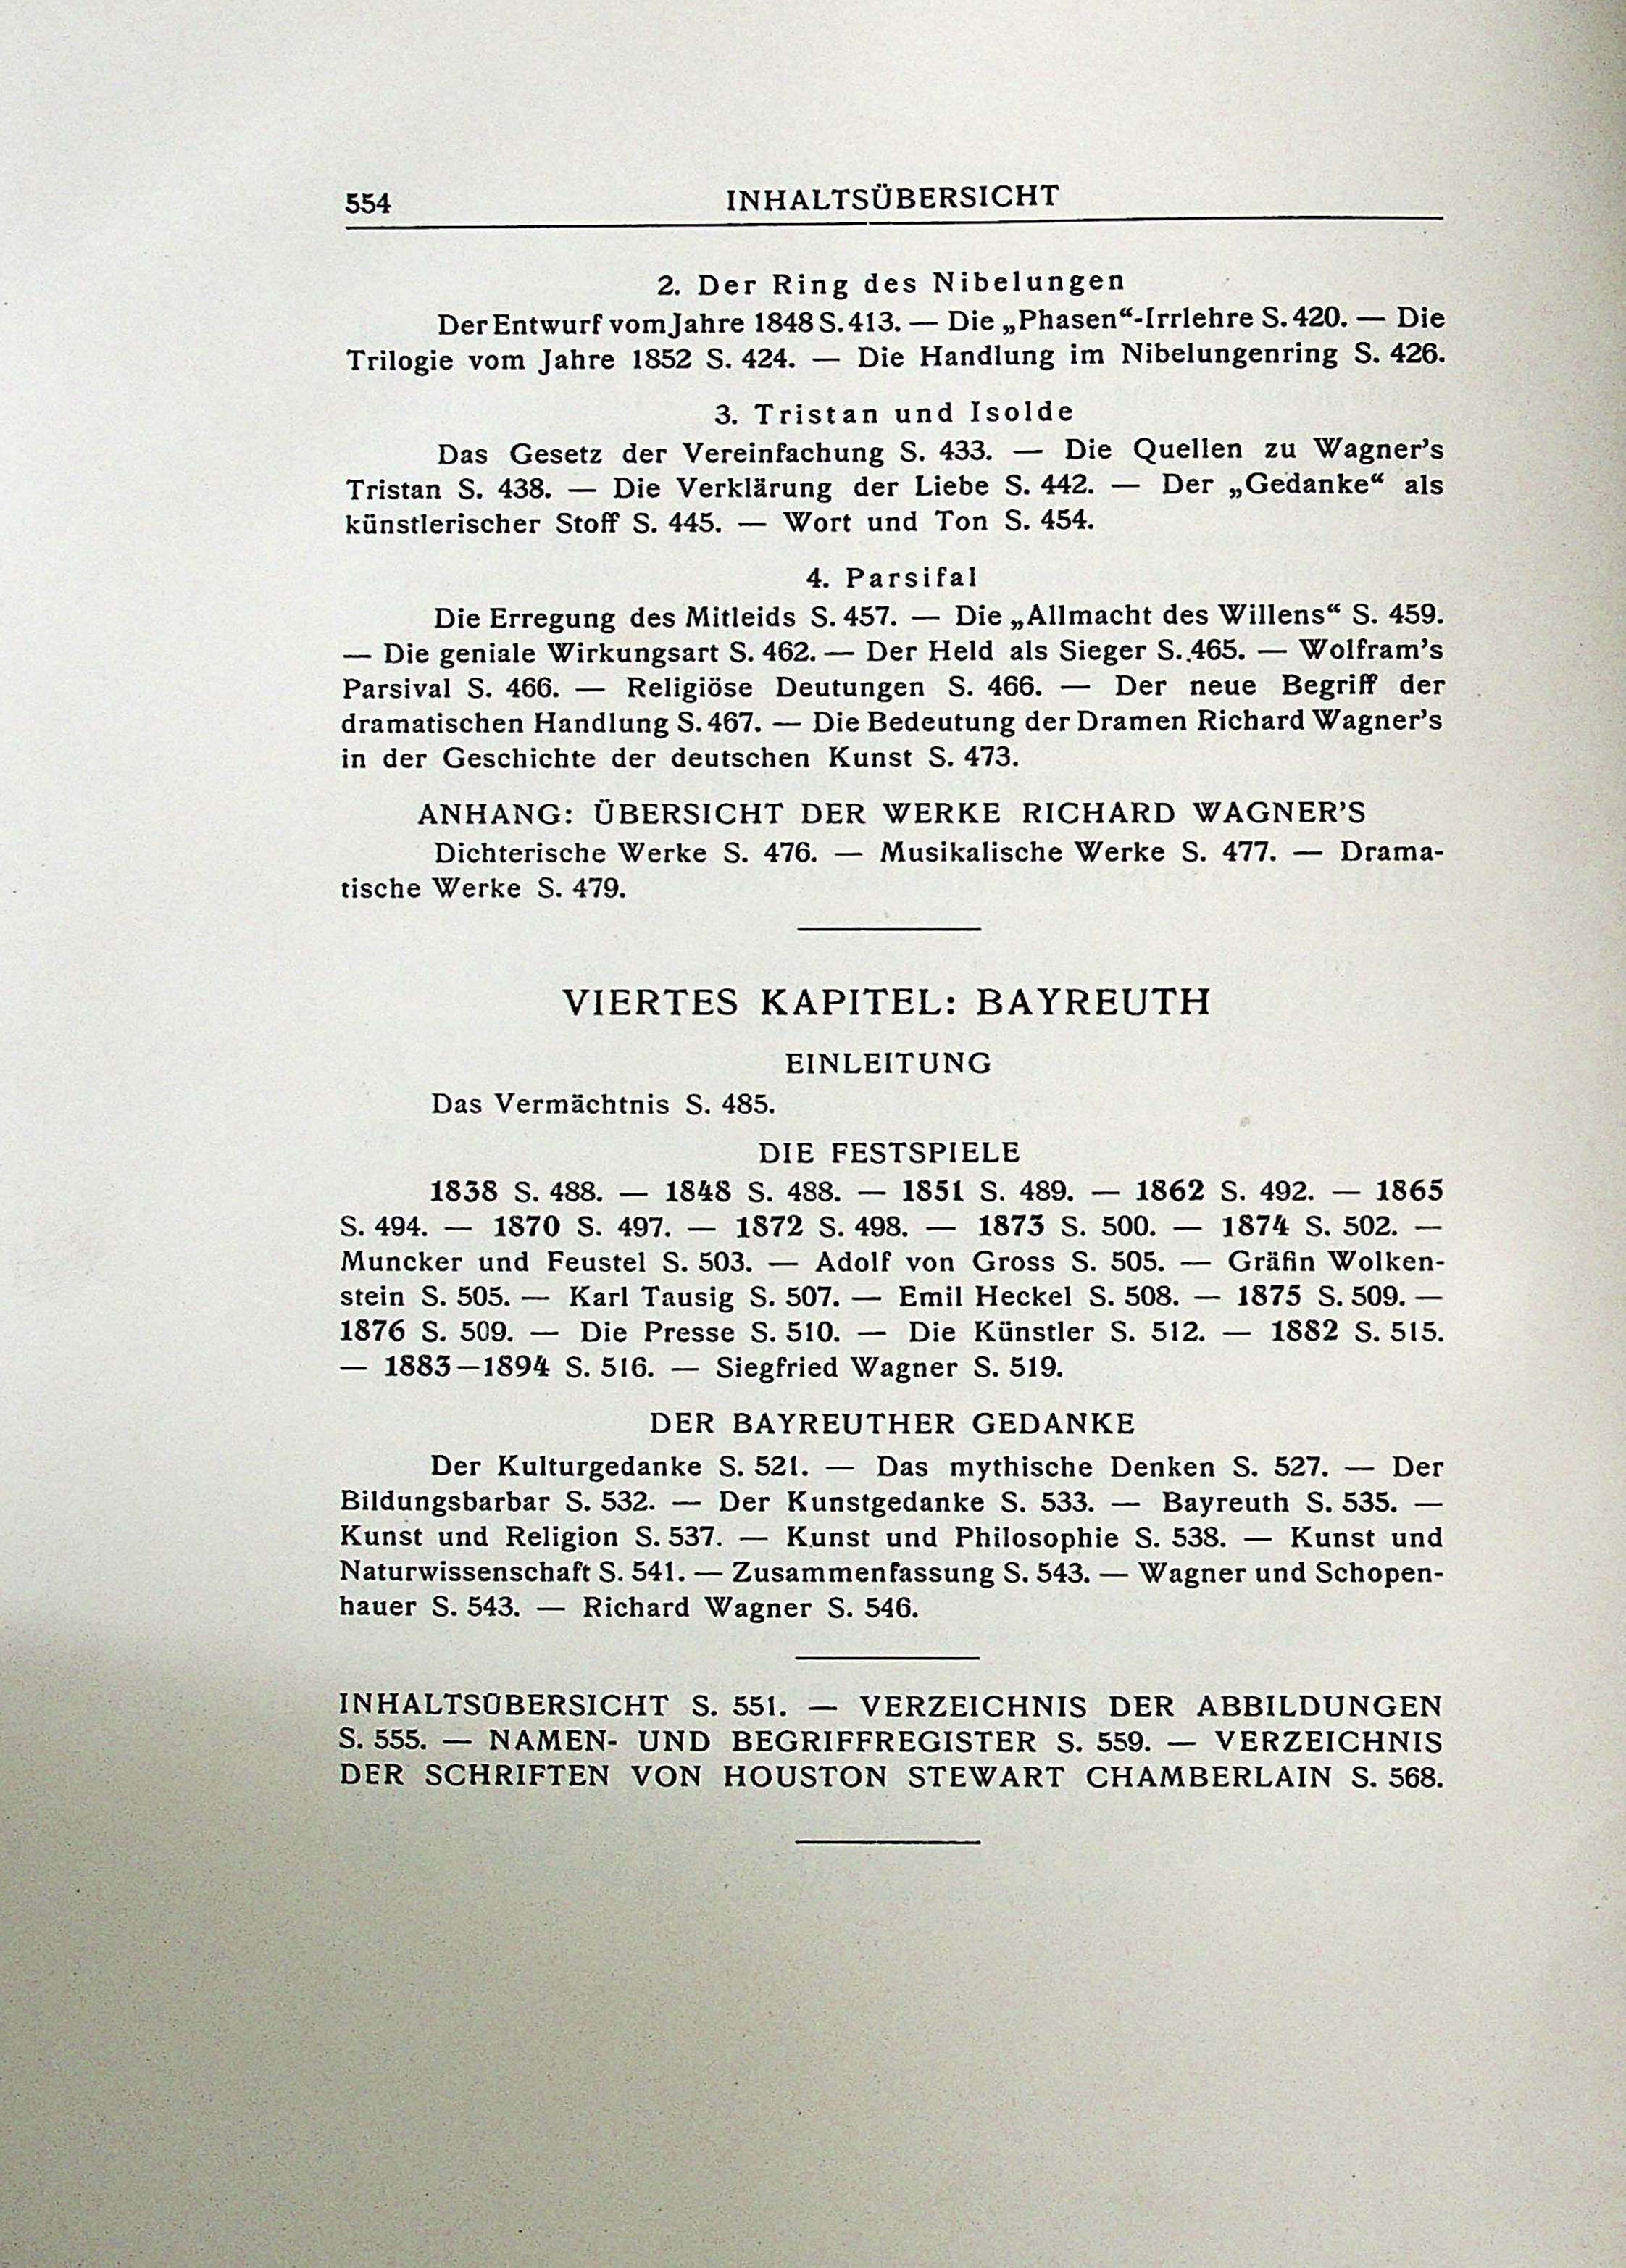 554
INHALTSÜBERSICHT
2. Der Ring des Nibelungen
Der Entwurf vom Jahre 1848 S. 413. — Die „Phasen“-Irrlehre S. 420. — Die
Trilogie vom Jahre 1852 S. 424. — Die Handlung im Nibelungenring S. 426.
3. Tristan und Isolde
Das Gesetz der Vereinfachung S. 433. — Die Quellen zu Wagner’s
Tristan S. 438. — Die Verklärung der Liebe S. 442. — Der „Gedanke“ als
künstlerischer Stoff S. 445. — Wort und Ton S. 454.
4. Parsifal
Die Erregung des Mitleids S. 457. — Die „Allmacht des Willens“ S. 459.
— Die geniale Wirkungsart S. 462. — Der Held als Sieger S. 465. — Wolfram’s
Parsival S. 466. — Religiöse Deutungen S. 466. — Der neue Begriff der
dramatischen Handlung S. 467. — Die Bedeutung der Dramen Richard Wagner’s
in der Geschichte der deutschen Kunst S. 473.
ANHANG: ÜBERSICHT DER WERKE RICHARD WAGNER’S
Dichterische Werke S. 476. — Musikalische Werke S. 477. — Drama-
tische Werke S. 479.
VIERTES KAPITEL: BAYREUTH
EINLEITUNG
Das Vermächtnis S. 485.
DIE FESTSPIELE
1838 S. 488. — 1848 S. 488. — 1851 S. 489. — 1862 S. 492. — 1865
S. 494. — 1870 S. 497. — 1872 S. 498. — 1873 S. 500. — 1874 S. 502. —
Muncker und Feustel S. 503. — Adolf von Gross S. 505. — Gräfin Wolken-
stein S. 505. — Karl Tausig S. 507. — Emil Heckel S. 508. — 1875 S. 509. —
1876 S. 509. — Die Presse S. 510. — Die Künstler S. 512. — 1882 S. 515.
— 1883—1894 S. 516. — Siegfried Wagner S. 519.
DER BAYREUTHER GEDANKE
Der Kulturgedanke S. 521. — Das mythische Denken S. 527. — Der
Bildungsbarbar S. 532. — Der Kunstgedanke S. 533. — Bayreuth S. 535. —
Kunst und Religion S. 537. — Kunst und Philosophie S. 538. — Kunst und
Naturwissenschaft S. 541. — Zusammenfassung S. 543. — Wagner und Schopen-
hauer S. 543. — Richard Wagner S. 546.
INHALTSÜBERSICHT S. 551. — VERZEICHNIS DER ABBILDUNGEN
S. 555. — NAMEN- UND BEGRIFFREGISTER S. 559. — VERZEICHNIS
DER SCHRIFTEN VON HOUSTON STEWART CHAMBERLAIN S. 568.